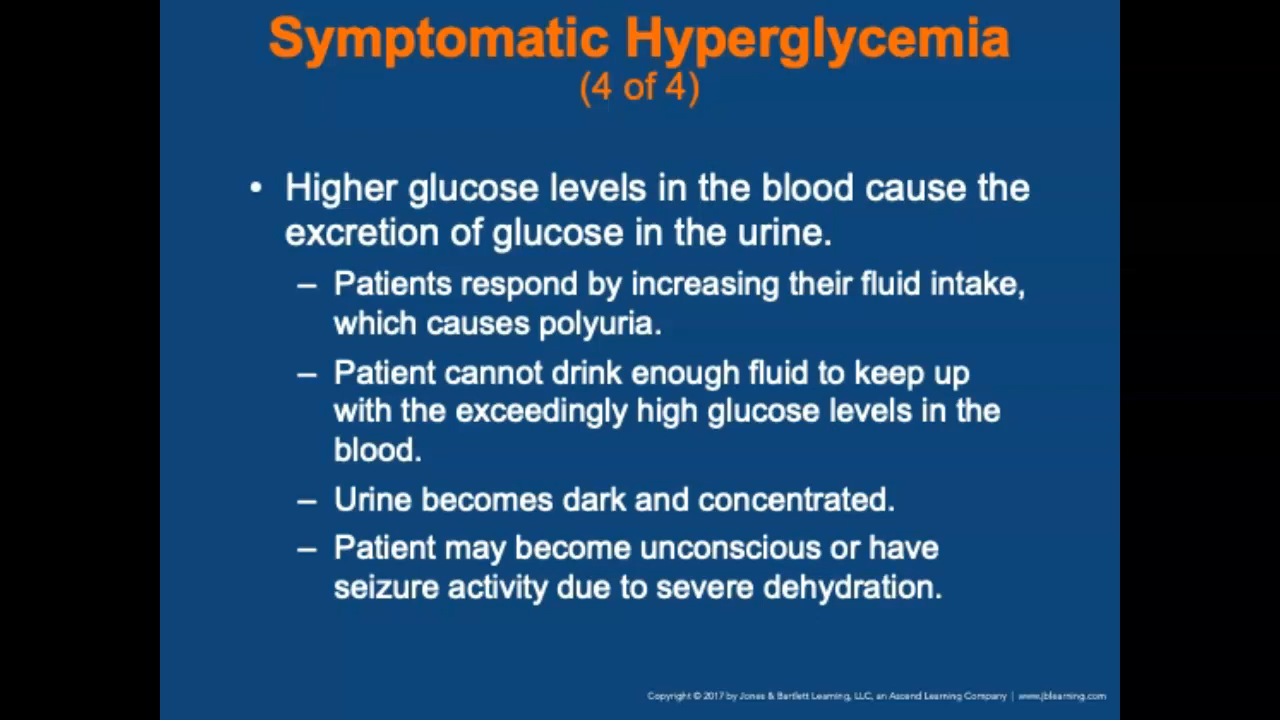 Symptomatic Hyperglycemia
(4 of 4)
• Higher glucose levels in the blood cause the
excretion of glucose in the urine.
– Patients respond by increasing their fluid intake,
which causes polyuria.
– Patient cannot drink enough fluid to keep up
with the exceedingly high glucose levels in the
blood.
– Urine becomes dark and concentrated.
– Patient may become unconscious or have
seizure activity due to severe dehydration.
Copyright © 2017 by Jones & Bartlett Learning, LLC, an Ascend Learning Company | www.jblearning.com